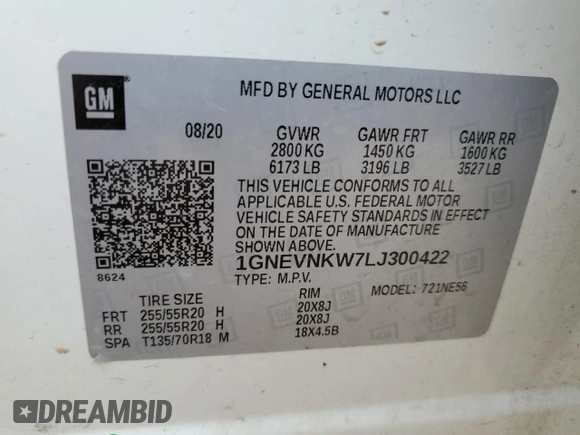 GM
MFD BY GENERAL MOTORS LLC
08/20 GVWR GAWR FRT GAWR RR
2800 KG 1450 KG 1600 KG
6173 LB 3196 LB 3527 LB
THIS VEHICLE CONFORMS TO ALL
APPLICABLE U.S. FEDERAL MOTOR
VEHICLE SAFETY STANDARDS IN EFFECT
ON THE DATE OF MANUFACTURE
SHOWN ABOVE.
1GNEVNKW7LJ300422
8624
TYPE: M.P.V. MODEL: 721NE56
TIRE SIZE RIM
FRT 255/55R20 H 20X8J
RR 255/55R20 H 20X8J
SPA T135/70R18 M 18X4.5B
DREAMBID